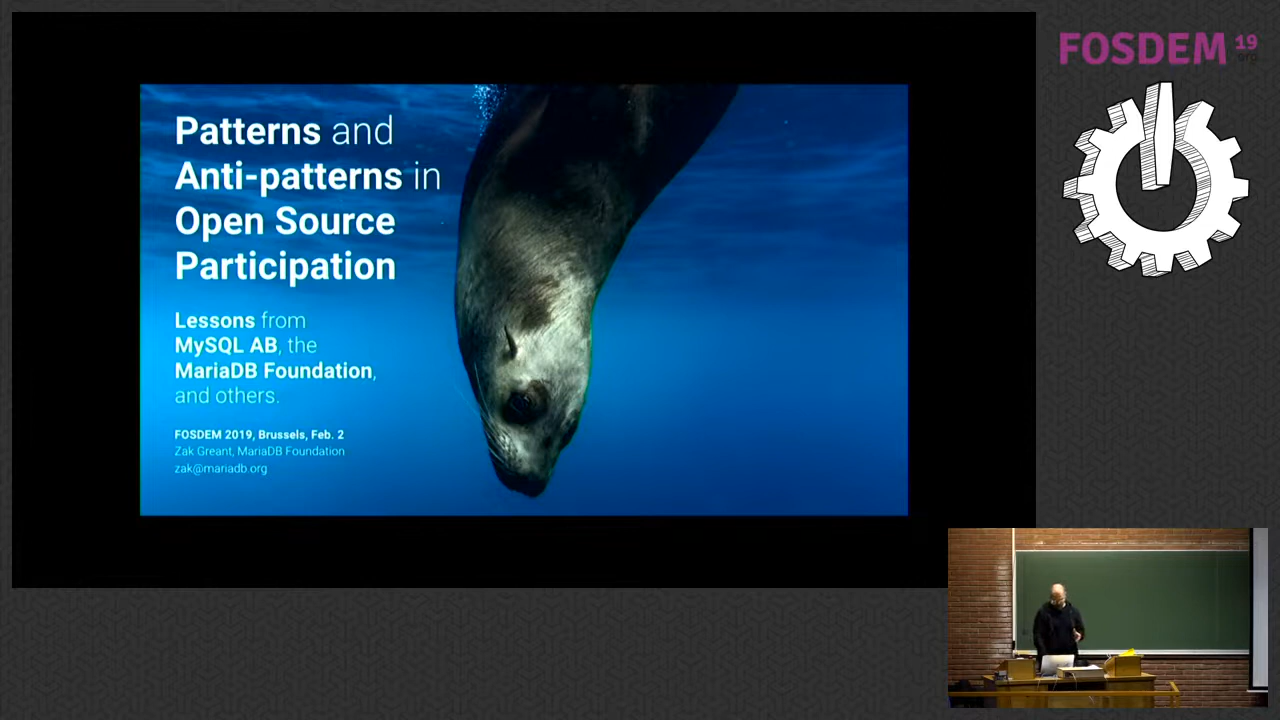 Patterns and
Anti-patterns in
Open Source
Participation
Lessons from
MySQL AB, the
MariaDB Foundation,
and others.
FOSDEM 2019, Brussels, Feb. 2
Zak Greant, MariaDB Foundation
zak@mariadb.org
FOSDEM 19
.org